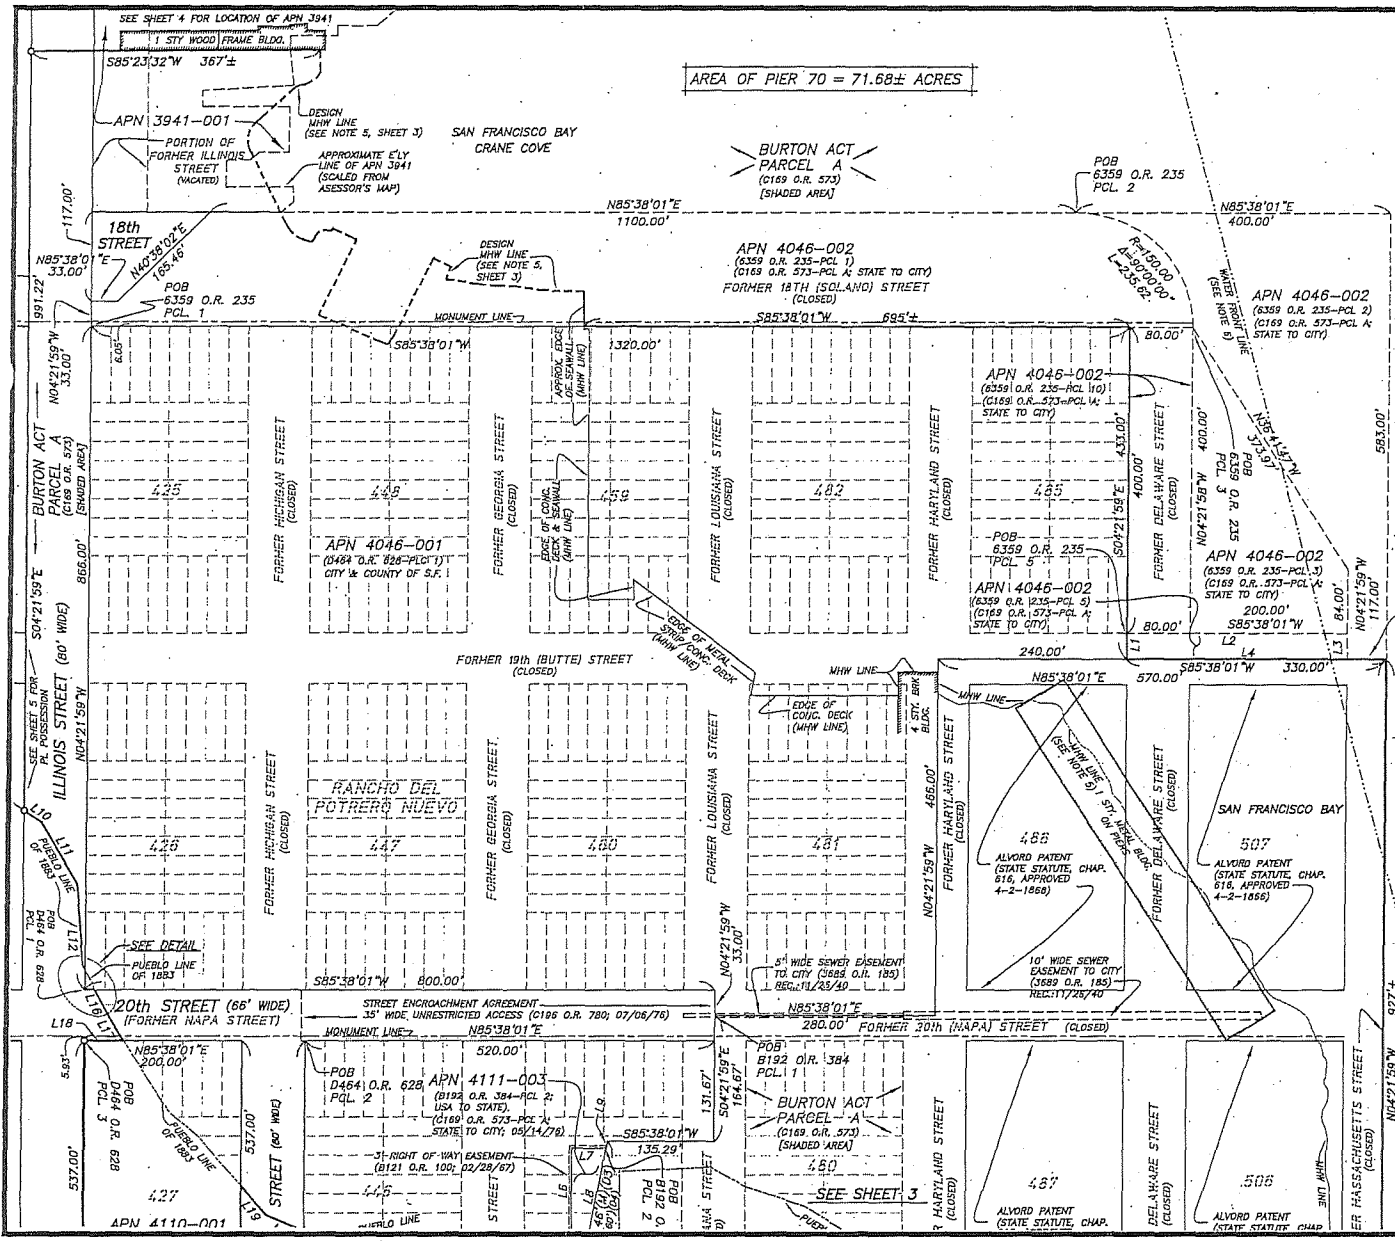 SEE SHEET 4 FOR LOCATION OF APN 3941
1 STY WOOD FRAME BLDG.
S85°23'32"W 367'±
AREA OF PIER 70 = 71.68± ACRES
APN 3941-001
DESIGN
MHW LINE
(SEE NOTE 5, SHEET 3)
SAN FRANCISCO BAY
CRANE COVE
PORTION OF
FORMER ILLINOIS
STREET
(VACATED)
APPROXIMATE E'LY
LINE OF APN 3941
(SCALED FROM
ASESSOR'S MAP)
BURTON ACT
PARCEL A
(C169 O.R. 573)
[SHADED AREA]
POB
6359 O.R. 235
PCL. 2
117.00'
N85°38'01"E
1100.00'
N85°38'01"E
400.00'
18th
STREET
N85°38'01"E
33.00'
N40°38'02"E
165.46'
DESIGN
MHW LINE
(SEE NOTE 5,
SHEET 3)
APN 4046-002
(6359 O.R. 235-PCL 1)
(C169 O.R. 573-PCL A; STATE TO CITY)
FORMER 18TH (SOLANO) STREET
(CLOSED)
R=150.00
Δ=90°00'00"
L=235.62
WATER FRONT LINE
(SEE NOTE 6)
APN 4046-002
(6359 O.R. 235-PCL 2)
(C169 O.R. 573-PCL A;
STATE TO CITY)
991.22'
POB
6359 O.R. 235
PCL. 1
MONUMENT LINE
S85°38'01"W 695'±
6.05'
S85°38'01"W
1320.00'
80.00'
N04°21'59"W
33.00'
APPROX. EDGE
OF SEAWALL
(MHW LINE)
APN 4046-002
(6359 O.R. 235-PCL 10)
(C169 O.R. 573-PCL A;
STATE TO CITY)
BURTON ACT
PARCEL A
(C169 O.R. 573)
[SHADED AREA]
866.00'
S04°21'59"E
FORMER MICHIGAN STREET
(CLOSED)
FORMER GEORGIA STREET
(CLOSED)
FORMER LOUISIANA STREET
(CLOSED)
FORMER MARYLAND STREET
(CLOSED)
FORMER DELAWARE STREET
(CLOSED)
433.00'
400.00'
S04°21'59"E
N04°21'58"W 400.00'
POB
6359 O.R. 235
PCL 3
N36°41'47"W
373.97'
583.00'
425
448
459
482
485
EDGE OF CONC.
DECK & SEAWALL
(MHW LINE)
APN 4046-001
(D464 O.R. 628-PLC 1)
CITY & COUNTY OF S.F.
POB
6359 O.R. 235
PCL 5
APN 4046-002
(6359 O.R. 235-PCL 5)
(C169 O.R. 573-PCL A;
STATE TO CITY)
APN 4046-002
(6359 O.R. 235-PCL 3)
(C169 O.R. 573-PCL A;
STATE TO CITY)
200.00'
S85°38'01"W
84.00'
N04°21'59"W
117.00'
80.00'
L1
L2
L3
L4
EDGE OF METAL
STRIP/CONC. DECK
(MHW LINE)
FORMER 19th (BUTTE) STREET
(CLOSED)
240.00'
S85°38'01"W 330.00'
N85°38'01"E 570.00'
MHW LINE
MHW LINE
4 STY. BRK
BLDG.
EDGE OF
CONC. DECK
(MHW LINE)
SEE SHEET 5 FOR
PL POSSESSION
ILLINOIS STREET (80' WIDE)
N04°21'59"W
FORMER MICHIGAN STREET
(CLOSED)
FORMER GEORGIA STREET
(CLOSED)
FORMER LOUISIANA STREET
(CLOSED)
N04°21'59"W 466.00'
FORMER MARYLAND STREET
(CLOSED)
MHW LINE
(SEE NOTE 5)
1 STY. METAL BLDG.
ON PIERS
FORMER DELAWARE STREET
(CLOSED)
RANCHO DEL
POTRERO NUEVO
SAN FRANCISCO BAY
L10
L11
PUEBLO LINE
OF 1883
426
447
460
481
486
507
ALVORD PATENT
(STATE STATUTE, CHAP.
616, APPROVED
4-2-1868)
ALVORD PATENT
(STATE STATUTE, CHAP.
616, APPROVED
4-2-1866)
POB
D464 O.R. 628
PCL 1
L12
SEE DETAIL
PUEBLO LINE
OF 1883
N04°21'59"W
33.00'
5' WIDE SEWER EASEMENT
TO CITY (3689 O.R. 185)
REC. 11/25/40
10' WIDE SEWER
EASEMENT TO CITY
(3689 O.R. 185)
REC. 11/25/40
S85°38'01"W 800.00'
L16
20th STREET (66' WIDE)
(FORMER NAPA STREET)
STREET ENCROACHMENT AGREEMENT
35' WIDE, UNRESTRICTED ACCESS (C196 O.R. 780; 07/06/76)
N85°38'01"E
280.00'
FORMER 20th (NAPA) STREET (CLOSED)
L18
L17
MONUMENT LINE
N85°38'01"E
520.00'
5.93'
N85°38'01"E
200.00'
POB
D464 O.R. 628
PCL 3
POB
D464 O.R. 628
PCL 2
APN 4111-003
(B192 O.R. 384-PCL 2;
USA TO STATE)
(C169 O.R. 573-PCL A;
STATE TO CITY; 05/14/76)
L9
131.67'
S04°21'59"E
164.67'
POB
B192 O.R. 384
PCL. 1
BURTON ACT
PARCEL A
(C169 O.R. 573)
[SHADED AREA]
927'±
N04°21'59"W
537.00'
PUEBLO LINE
OF 1883
537.00'
STREET (80' WIDE)
S85°38'01"W
135.29'
3' RIGHT OF WAY EASEMENT
(B121 O.R. 100; 02/28/67)
L7
L8
46' (A4) (D3)
60' (D4)
POB
B192 O.
PCL 2
480
SEE SHEET 3
427
446
487
506
L19
APN 4110-001
PUEBLO LINE
STREET
ANA STREET
R MARYLAND STREET
(CLOSED)
DELAWARE STREET
(CLOSED)
MHW LINE
ER MASSACHUSETTS STREET
(CLOSED)
ALVORD PATENT
(STATE STATUTE, CHAP.
ALVORD PATENT
(STATE STATUTE, CHAP.